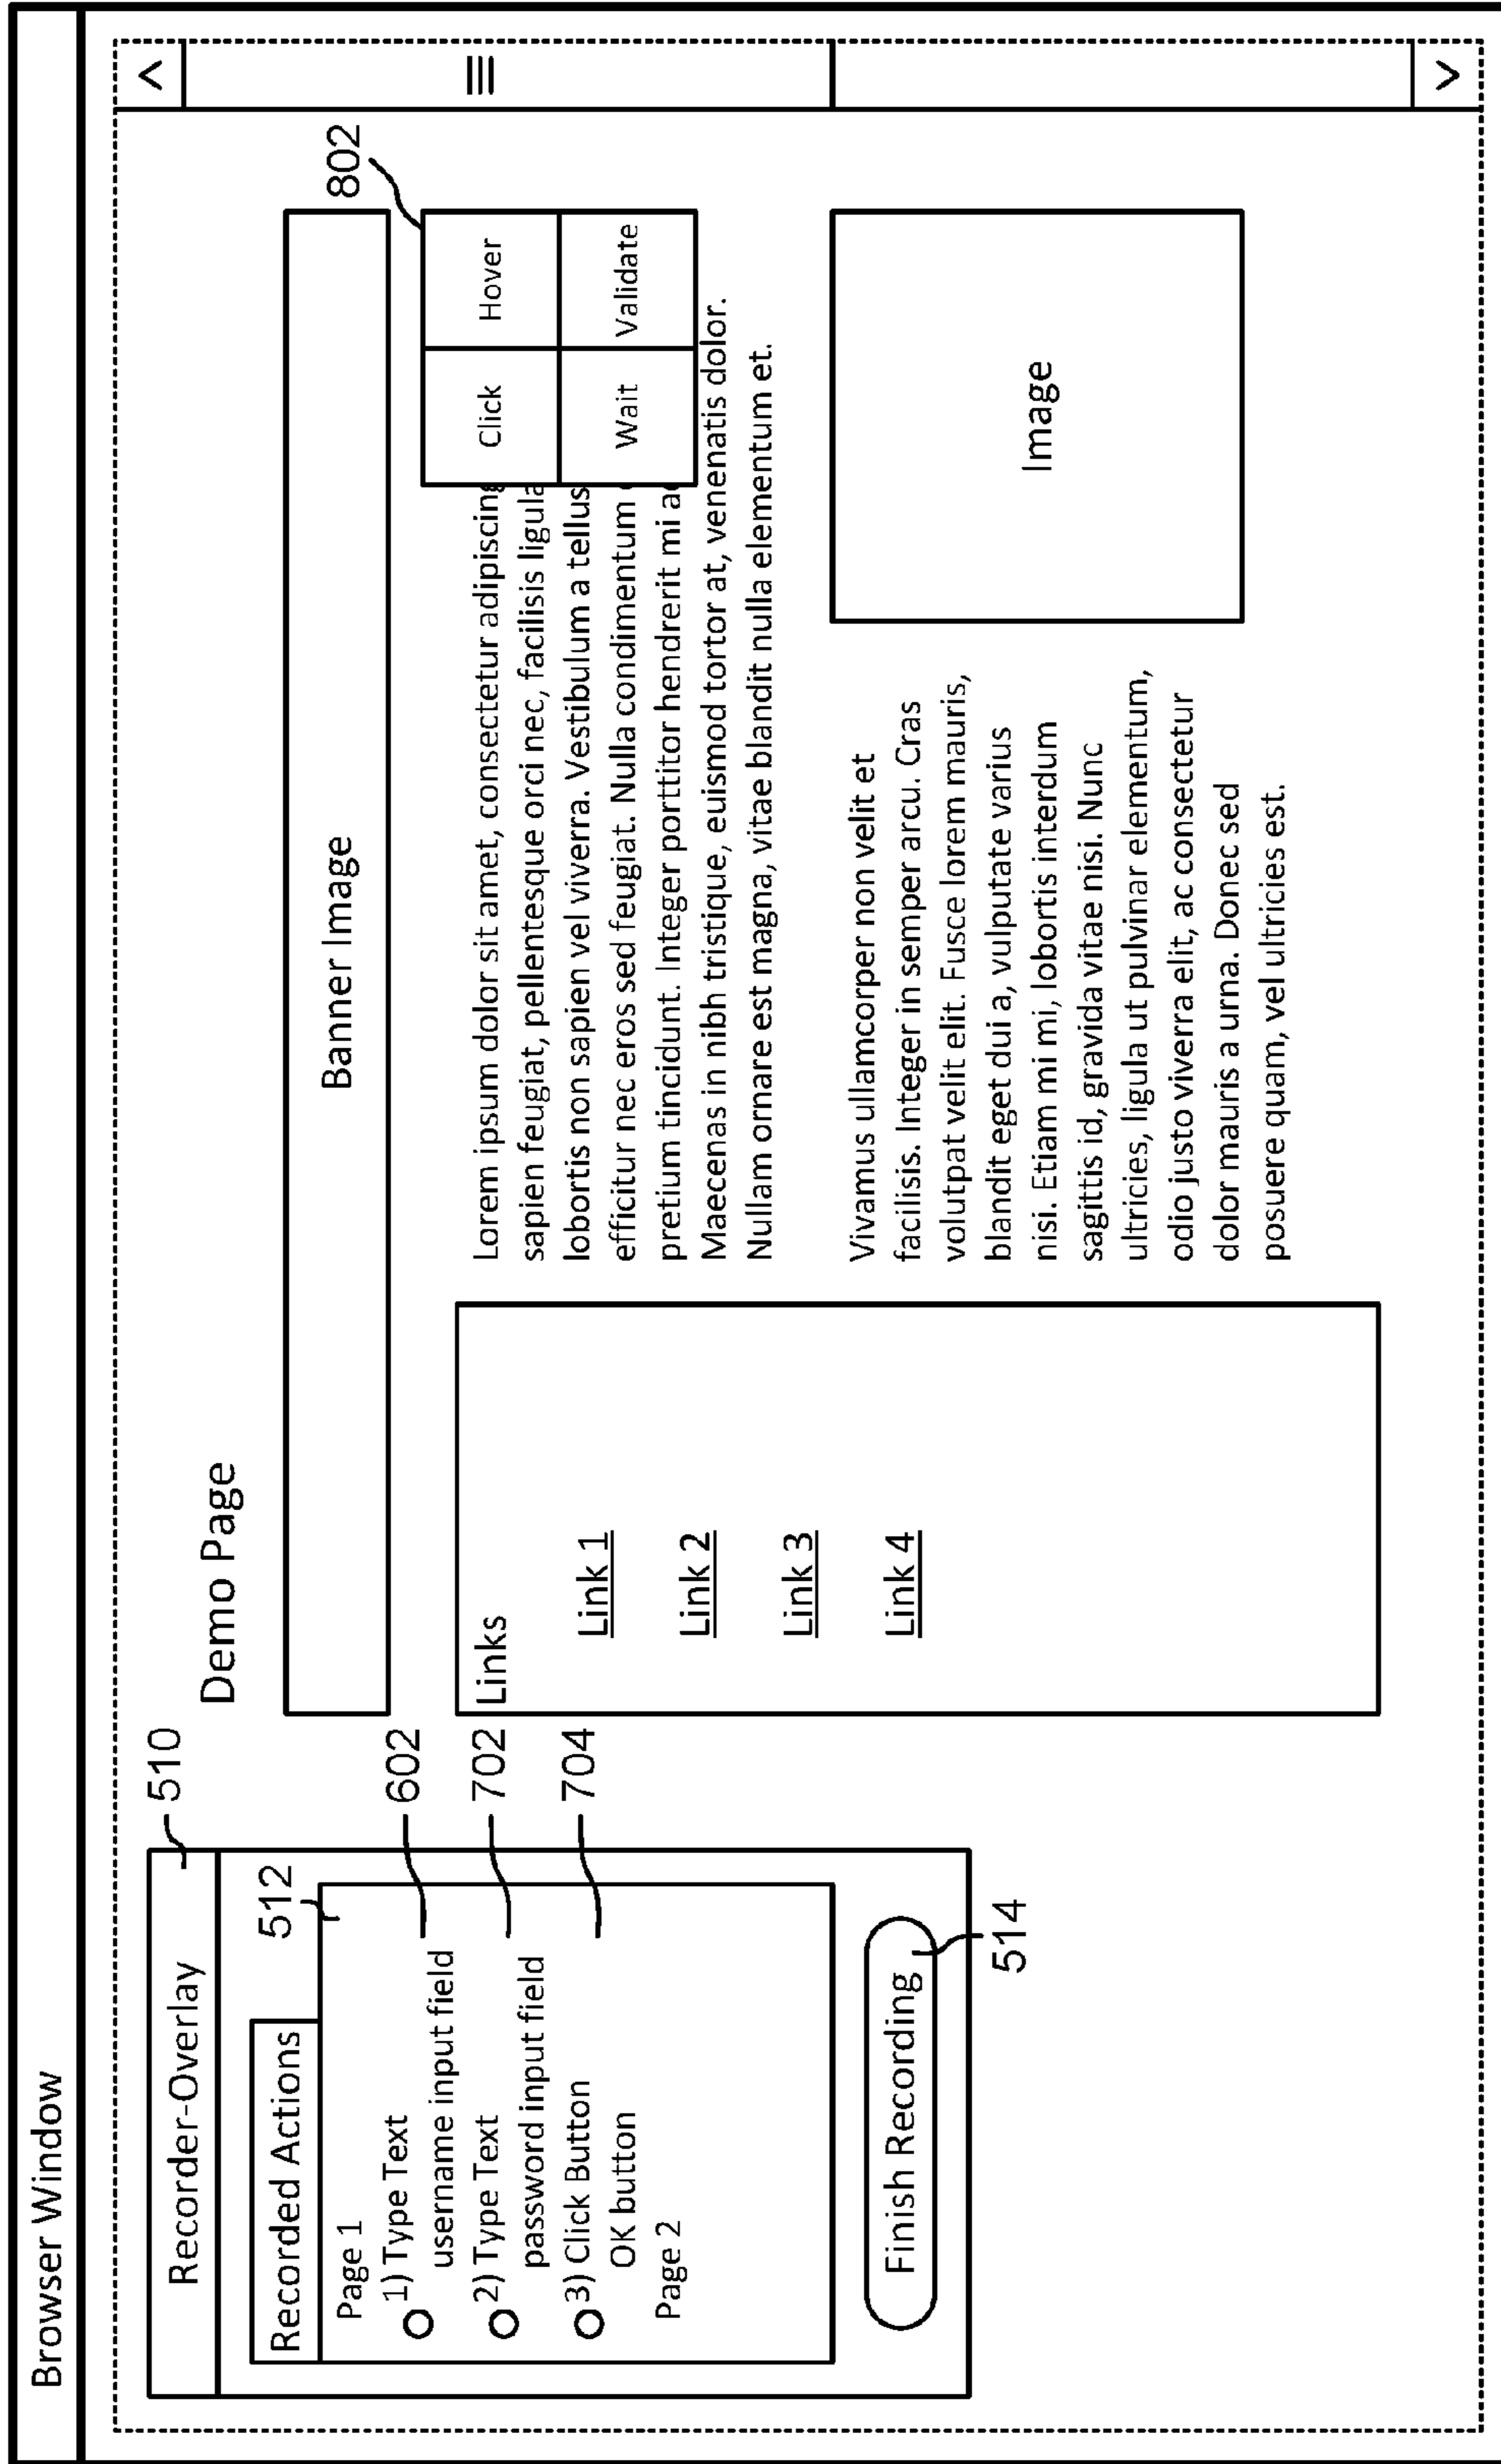 Browser Window
Recorder-Overlay
510
Recorded Actions
512
Page 1
1) Type Text
username input field
602
2) Type Text
password input field
702
3) Click Button
OK button
704
Page 2
Finish Recording
514
Demo Page
Banner Image
802
Click
Hover
Wait
Validate
Links
Link 1
Link 2
Link 3
Link 4
Lorem ipsum dolor sit amet, consectetur adipiscing
sapien feugiat, pellentesque orci nec, facilisis ligula
lobortis non sapien vel viverra. Vestibulum a tellus
efficitur nec eros sed feugiat. Nulla condimentum
pretium tincidunt. Integer porttitor hendrerit mi
Maecenas in nibh tristique, euismod tortor at, venenatis dolor.
Nullam ornare est magna, vitae blandit nulla elementum et.
Vivamus ullamcorper non velit et
facilisis. Integer in semper arcu. Cras
volutpat velit elit. Fusce lorem mauris,
blandit eget dui a, vulputate varius
nisi. Etiam mi mi, lobortis interdum
sagittis id, gravida vitae nisi. Nunc
ultricies, ligula ut pulvinar elementum,
odio justo viverra elit, ac consectetur
dolor mauris a urna. Donec sed
posuere quam, vel ultricies est.
Image